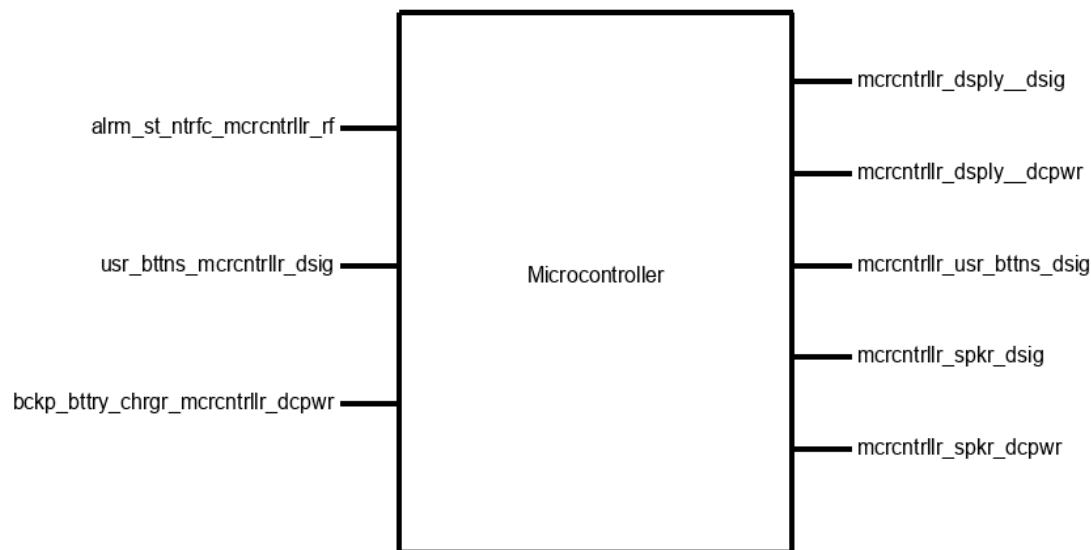 mcrcntrllr_dsply__dsig
alrm_st_ntrfc_mcrcntrllr_rf
mcrcntrllr_dsply__dcpwr
usr_bttns_mcrcntrllr_dsig
Microcontroller
mcrcntrllr_usr_bttns_dsig
mcrcntrllr_spkr_dsig
bckp_bttry_chrgr_mcrcntrllr_dcpwr
mcrcntrllr_spkr_dcpwr